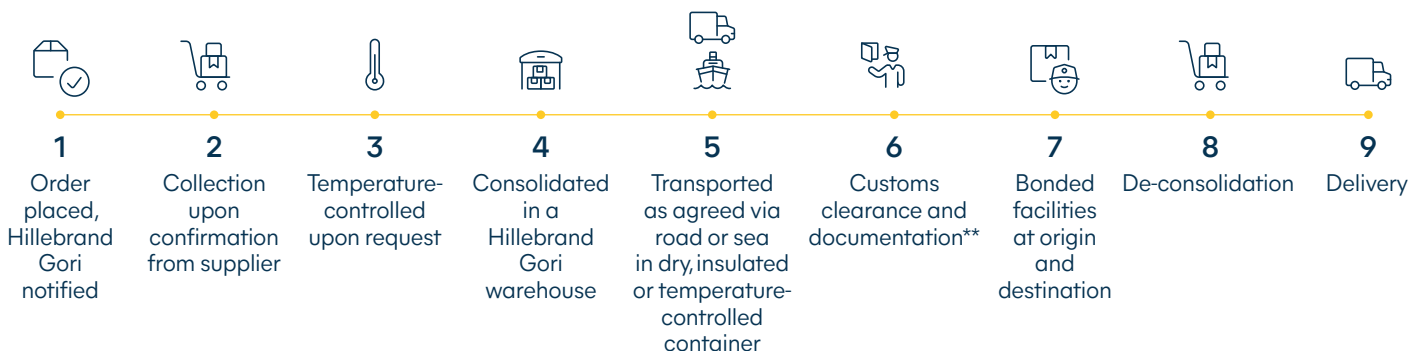 1
Order
placed,
Hillebrand
Gori
notified
2
Collection
upon
confirmation
from supplier
3
Temperature-
controlled
upon request
4
Consolidated
in a
Hillebrand
Gori
warehouse
5
Transported
as agreed via
road or sea
in dry, insulated
or temperature-
controlled
container
6
Customs
clearance and
documentation**
7
Bonded
facilities
at origin
and
destination
8
De-consolidation
9
Delivery